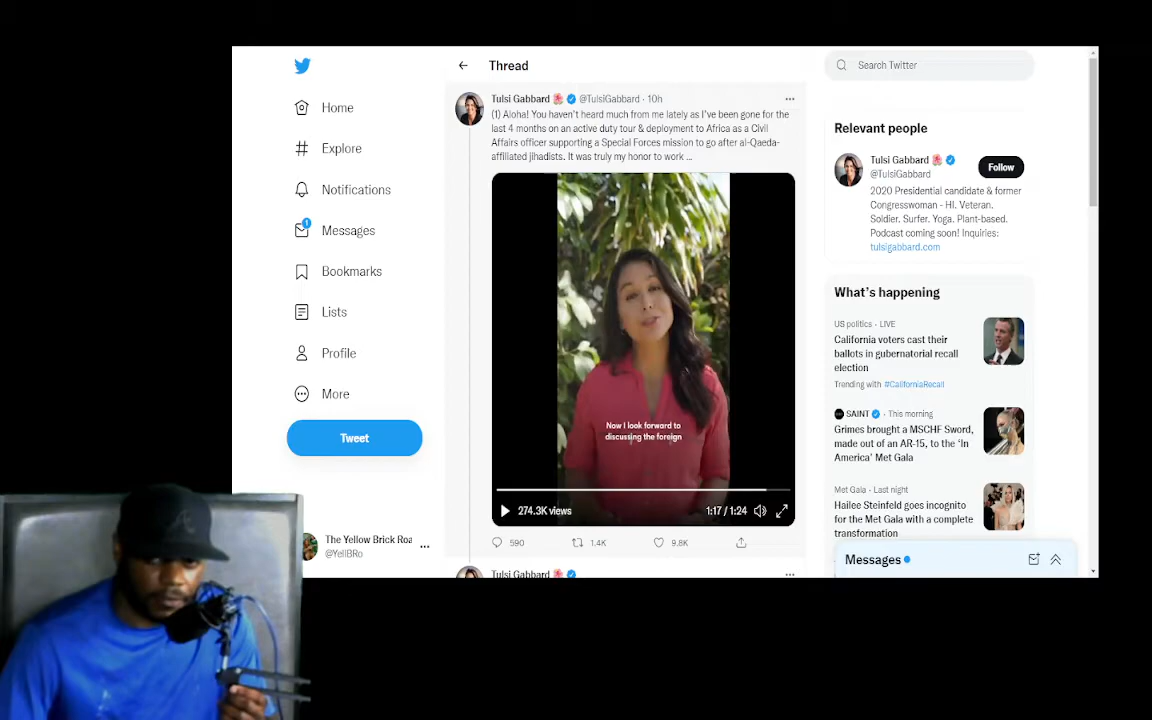 Home
Explore
Notifications
1
Messages
Bookmarks
Lists
Profile
More
Tweet
The Yellow Brick Roa
@YellBRo
Thread
Tulsi Gabbard @TulsiGabbard · 10h
(1) Aloha! You haven't heard much from me lately as I've been gone for the
last 4 months on an active duty tour & deployment to Africa as a Civil
Affairs officer supporting a Special Forces mission to go after al-Qaeda-
affiliated jihadists. It was truly my honor to work ...
Now I look forward to
discussing the foreign
274.3K views
1:17 / 1:24
590
1.4K
9.8K
Tulsi Gabbard
Search Twitter
Relevant people
Tulsi Gabbard
@TulsiGabbard
Follow
2020 Presidential candidate & former
Congresswoman - HI. Veteran.
Soldier. Surfer. Yoga. Plant-based.
Podcast coming soon! Inquiries:
tulsigabbard.com
What's happening
US politics · LIVE
California voters cast their
ballots in gubernatorial recall
election
Trending with #CaliforniaRecall
SAINT · This morning
Grimes brought a MSCHF Sword,
made out of an AR-15, to the 'In
America' Met Gala
Met Gala · Last night
Hailee Steinfeld goes incognito
for the Met Gala with a complete
transformation
Messages